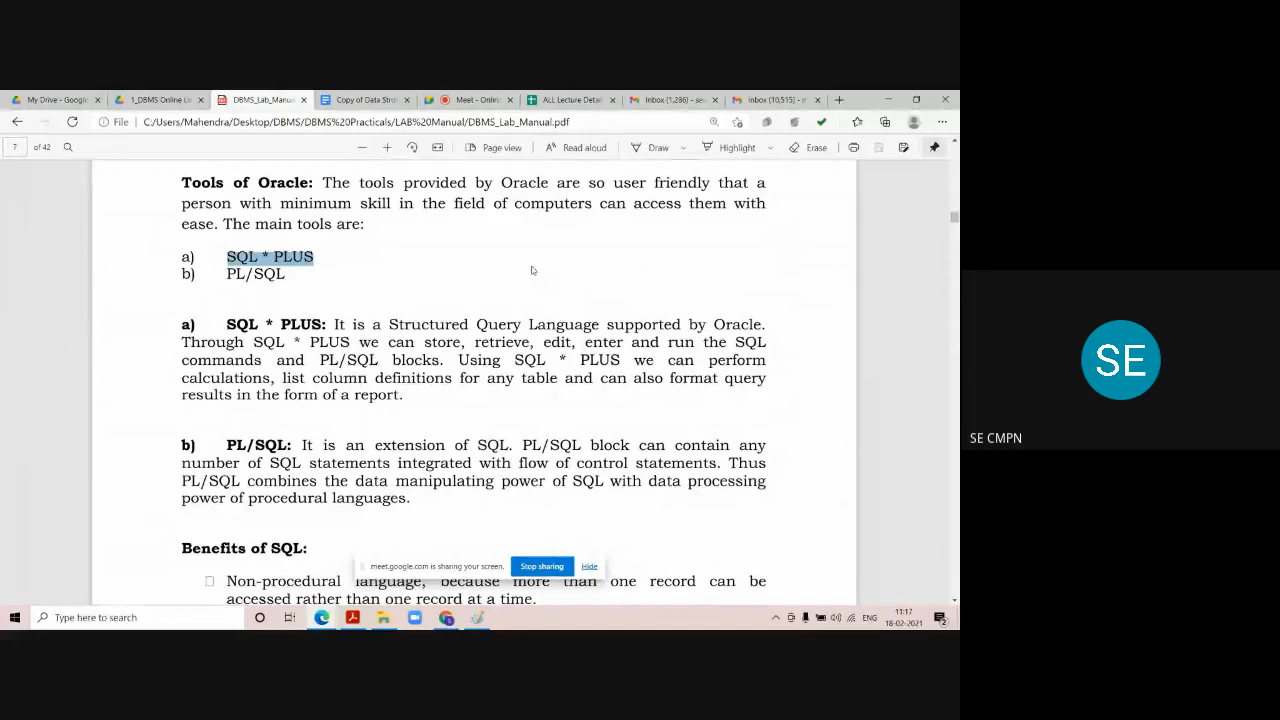 My Drive - Google
1_DBMS Online Le
DBMS_Lab_Manua
Copy of Data Stru
Meet - Onlin
ALL Lecture Detai
Inbox (1,286) - se
Inbox (10,515) - m
File
C:/Users/Mahendra/Desktop/DBMS/DBMS%20Practicals/LAB%20Manual/DBMS_Lab_Manual.pdf
7 of 42
Page view
Read aloud
Draw
Highlight
Erase
Tools of Oracle: The tools provided by Oracle are so user friendly that a
person with minimum skill in the field of computers can access them with
ease. The main tools are:
a) SQL * PLUS
b) PL/SQL
a) SQL * PLUS: It is a Structured Query Language supported by Oracle.
Through SQL * PLUS we can store, retrieve, edit, enter and run the SQL
commands and PL/SQL blocks. Using SQL * PLUS we can perform
calculations, list column definitions for any table and can also format query
results in the form of a report.
b) PL/SQL: It is an extension of SQL. PL/SQL block can contain any
number of SQL statements integrated with flow of control statements. Thus
PL/SQL combines the data manipulating power of SQL with data processing
power of procedural languages.
Benefits of SQL:
meet.google.com is sharing your screen.
Stop sharing
Hide
Non-procedural language, because more than one record can be
accessed rather than one record at a time.
Type here to search
ENG
11:17
18-02-2021
2
SE
SE CMPN